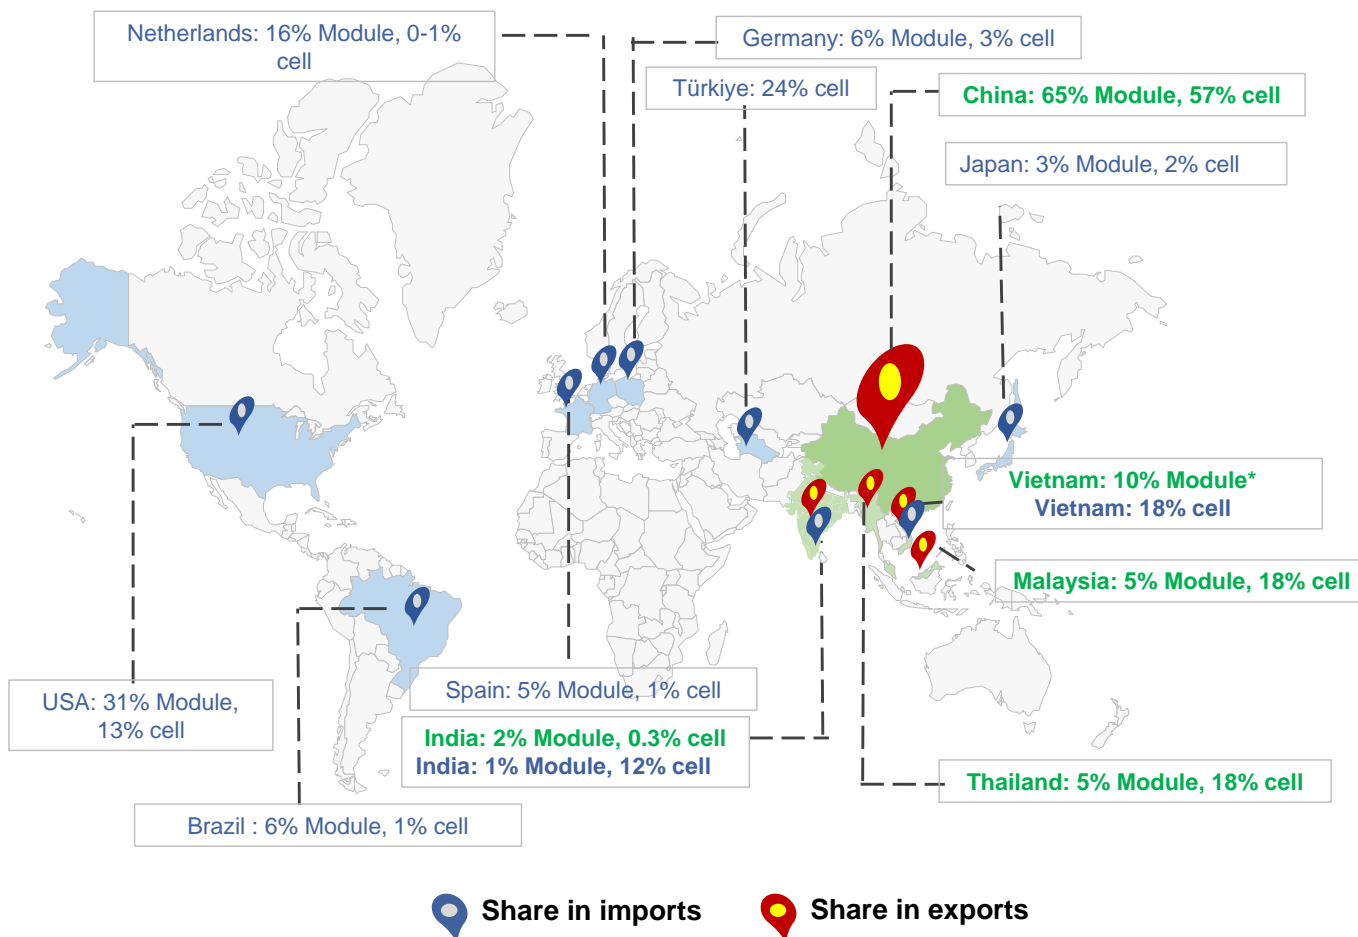 Netherlands: 16% Module, 0-1%
cell
Germany: 6% Module, 3% cell
Türkiye: 24% cell
China: 65% Module, 57% cell
Japan: 3% Module, 2% cell
Vietnam: 10% Module*
Vietnam: 18% cell
Malaysia: 5% Module, 18% cell
USA: 31% Module,
13% cell
Spain: 5% Module, 1% cell
India: 2% Module, 0.3% cell
India: 1% Module, 12% cell
Thailand: 5% Module, 18% cell
Brazil : 6% Module, 1% cell
Share in imports
Share in exports